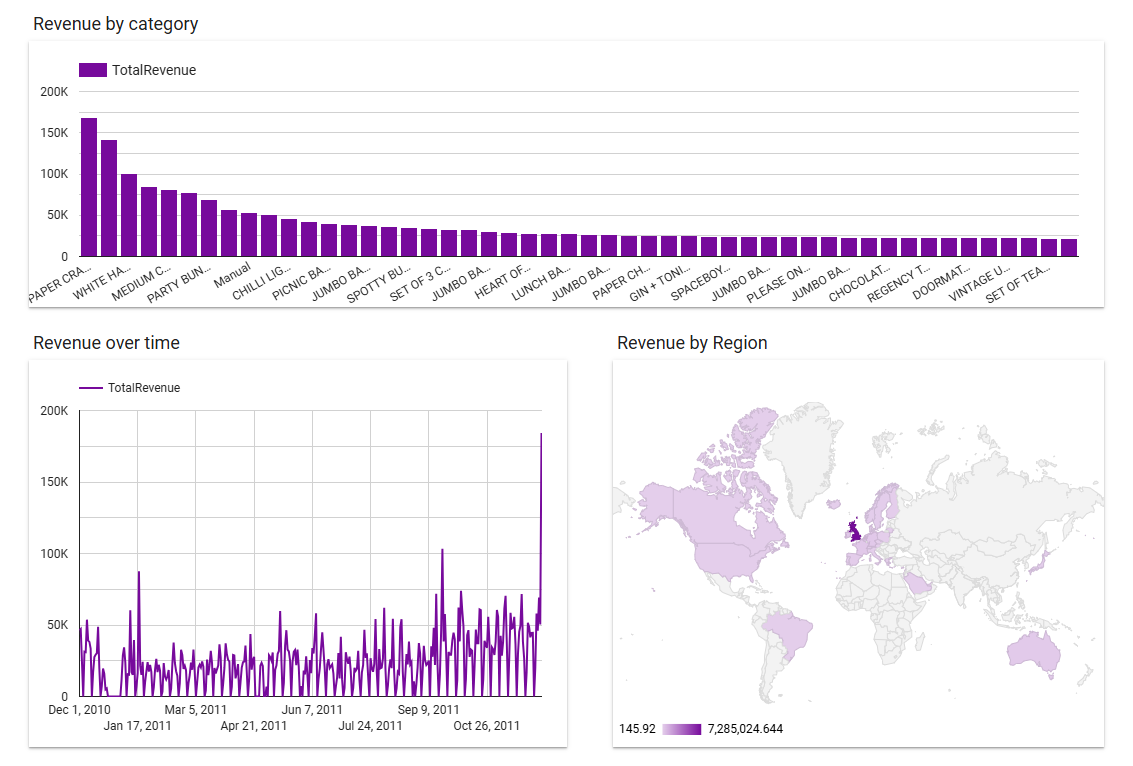 Revenue by category
TotalRevenue
200K
150K
100K
50K
0
PAPER CRA...
WHITE HA...
MEDIUM C...
PARTY BUN...
Manual
CHILLI LIG...
PICNIC BA...
JUMBO BA...
SPOTTY BU...
SET OF 3 C...
JUMBO BA...
HEART OF...
LUNCH BA...
JUMBO BA...
PAPER CH...
GIN + TONI...
SPACEBOY...
JUMBO BA...
PLEASE ON...
JUMBO BA...
CHOCOLAT...
REGENCY T...
DOORMAT...
VINTAGE U...
SET OF TEA...
Revenue over time
TotalRevenue
200K
150K
100K
50K
0
Dec 1, 2010
Jan 17, 2011
Mar 5, 2011
Apr 21, 2011
Jun 7, 2011
Jul 24, 2011
Sep 9, 2011
Oct 26, 2011
Revenue by Region
145.92
7,285,024.644